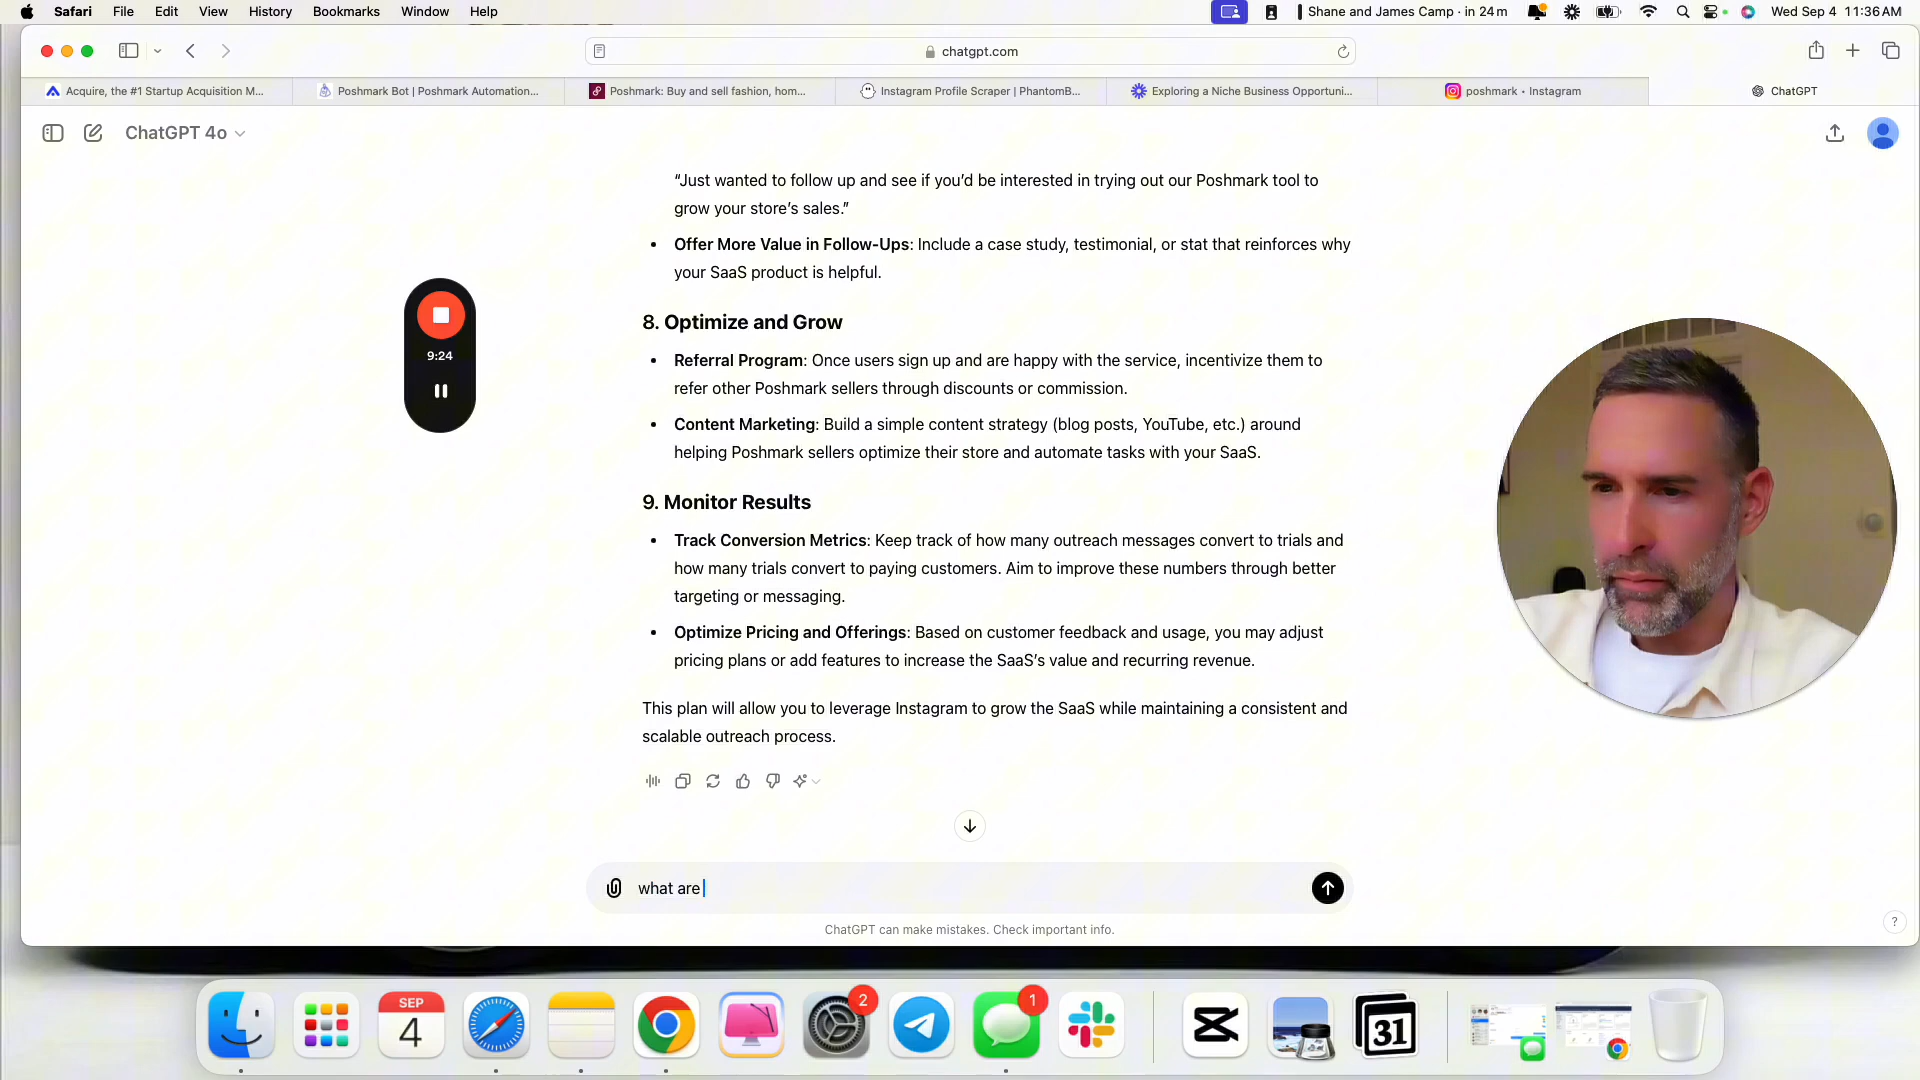 Safari File Edit View History Bookmarks Window Help Shane and James Camp · in 24m Wed Sep 4 11:36AM
chatgpt.com
Acquire, the #1 Startup Acquisition M... Poshmark Bot | Poshmark Automation... Poshmark: Buy and sell fashion, hom... Instagram Profile Scraper | PhantomB... Exploring a Niche Business Opportuni... poshmark • Instagram ChatGPT
ChatGPT 4o
“Just wanted to follow up and see if you’d be interested in trying out our Poshmark tool to
grow your store’s sales.”
• Offer More Value in Follow-Ups: Include a case study, testimonial, or stat that reinforces why
your SaaS product is helpful.
8. Optimize and Grow
• Referral Program: Once users sign up and are happy with the service, incentivize them to
refer other Poshmark sellers through discounts or commission.
• Content Marketing: Build a simple content strategy (blog posts, YouTube, etc.) around
helping Poshmark sellers optimize their store and automate tasks with your SaaS.
9. Monitor Results
• Track Conversion Metrics: Keep track of how many outreach messages convert to trials and
how many trials convert to paying customers. Aim to improve these numbers through better
targeting or messaging.
• Optimize Pricing and Offerings: Based on customer feedback and usage, you may adjust
pricing plans or add features to increase the SaaS’s value and recurring revenue.
This plan will allow you to leverage Instagram to grow the SaaS while maintaining a consistent and
scalable outreach process.
9:24
what are
ChatGPT can make mistakes. Check important info.
?
SEP
4
2
1
31